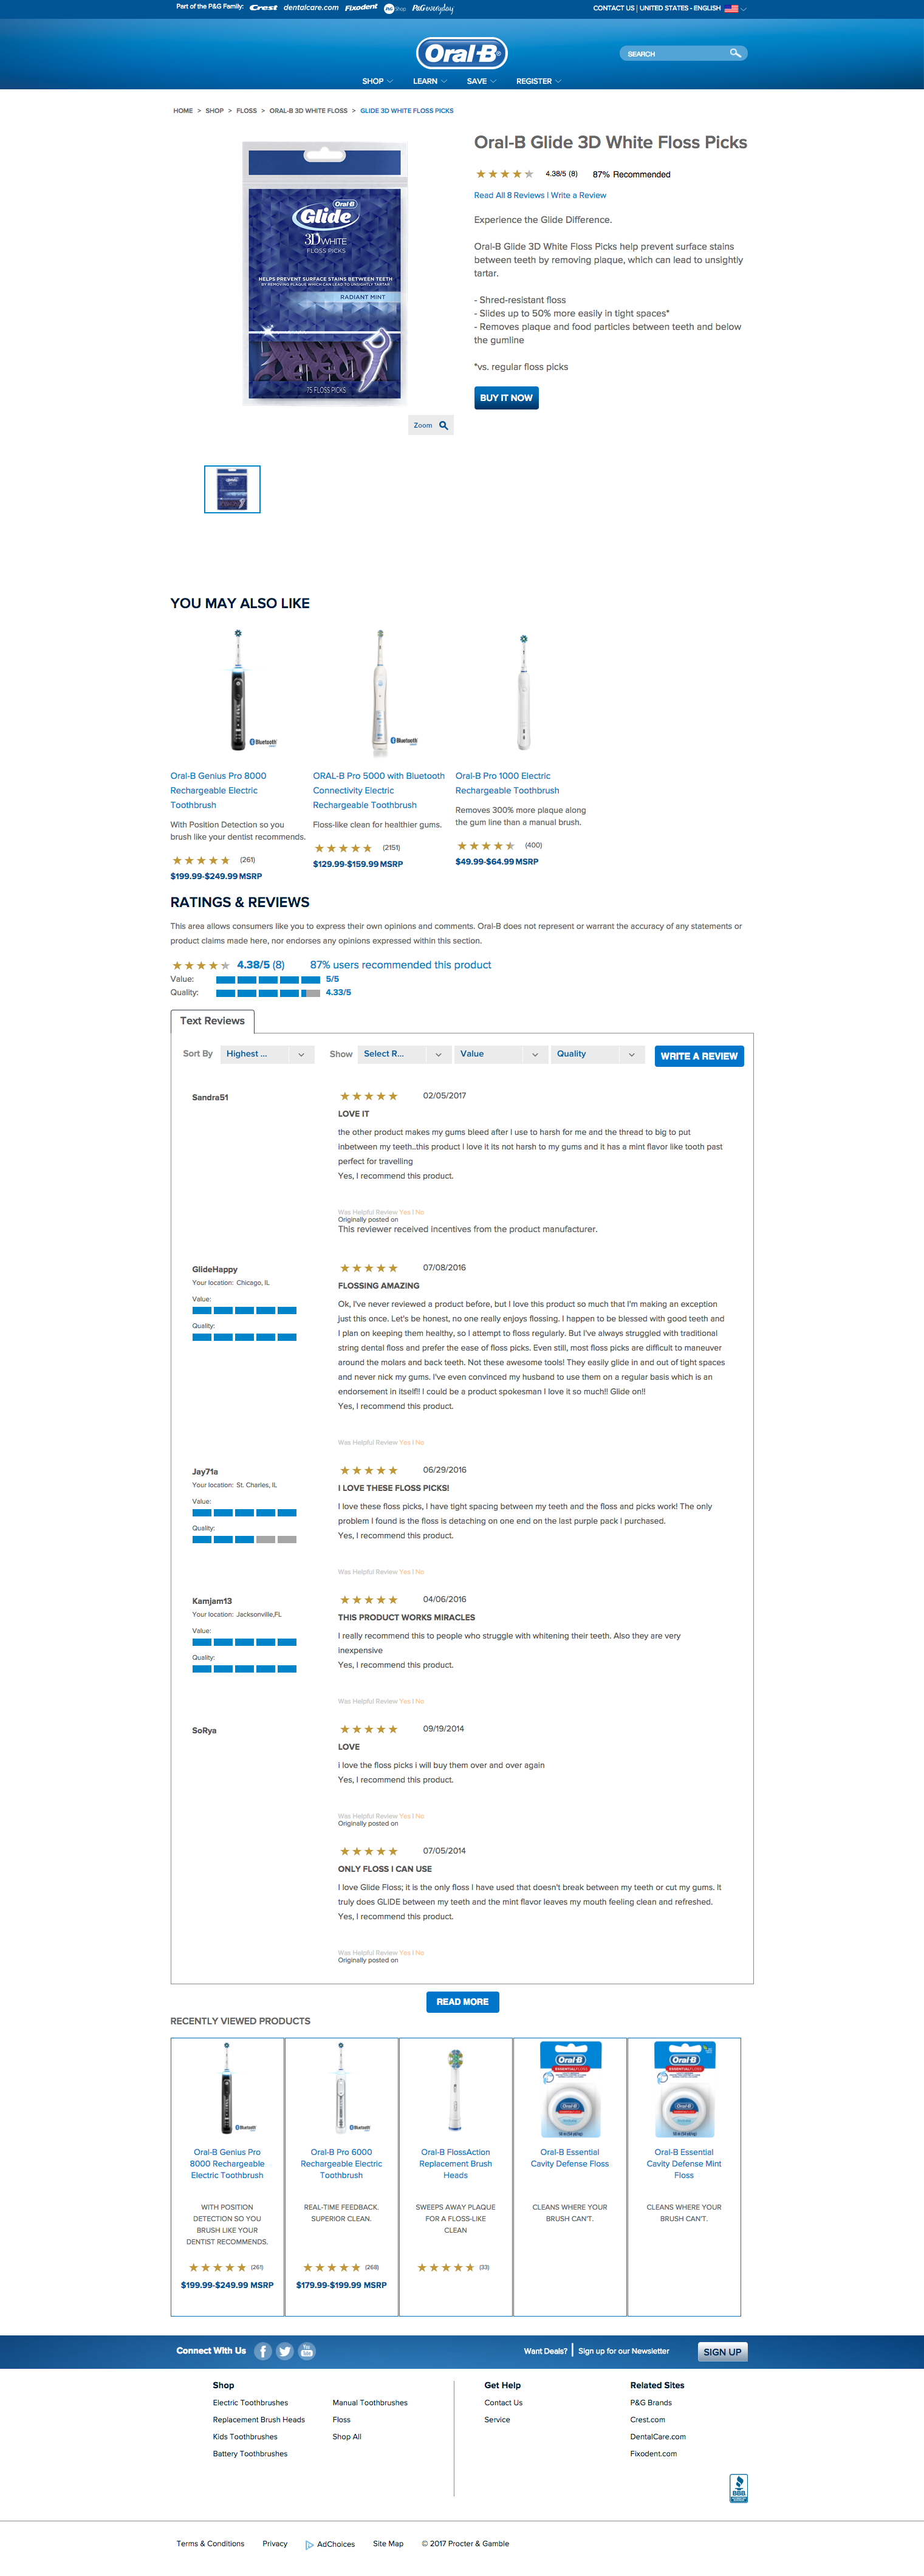 Part of the P&G Family: Crest dentalcare.com Fixodent P&G Shop P&Geveryday
CONTACT US | UNITED STATES - ENGLISH
Oral-B
SEARCH
SHOP LEARN SAVE REGISTER
HOME > SHOP > FLOSS > ORAL-B 3D WHITE FLOSS > GLIDE 3D WHITE FLOSS PICKS
Oral-B
Glide
3DWHITE
FLOSS PICKS
HELPS PREVENT SURFACE STAINS BETWEEN TEETH
BY REMOVING PLAQUE WHICH CAN LEAD TO UNSIGHTLY TARTAR
RADIANT MINT
75 FLOSS PICKS
Zoom
Oral-B Glide 3D White Floss Picks
4.38/5 (8) 87% Recommended
Read All 8 Reviews | Write a Review
Experience the Glide Difference.
Oral-B Glide 3D White Floss Picks help prevent surface stains
between teeth by removing plaque, which can lead to unsightly
tartar.
- Shred-resistant floss
- Slides up to 50% more easily in tight spaces*
- Removes plaque and food particles between teeth and below
the gumline
*vs. regular floss picks
BUY IT NOW
YOU MAY ALSO LIKE
Bluetooth
Bluetooth
Oral-B Genius Pro 8000
Rechargeable Electric
Toothbrush
With Position Detection so you
brush like your dentist recommends.
(261)
$199.99-$249.99 MSRP
ORAL-B Pro 5000 with Bluetooth
Connectivity Electric
Rechargeable Toothbrush
Floss-like clean for healthier gums.
(2151)
$129.99-$159.99 MSRP
Oral-B Pro 1000 Electric
Rechargeable Toothbrush
Removes 300% more plaque along
the gum line than a manual brush.
(400)
$49.99-$64.99 MSRP
RATINGS & REVIEWS
This area allows consumers like you to express their own opinions and comments. Oral-B does not represent or warrant the accuracy of any statements or
product claims made here, nor endorses any opinions expressed within this section.
4.38/5 (8) 87% users recommended this product
Value: 5/5
Quality: 4.33/5
Text Reviews
Sort By Highest ... Show Select R... Value Quality WRITE A REVIEW
Sandra51
02/05/2017
LOVE IT
the other product makes my gums bleed after I use to harsh for me and the thread to big to put
inbetween my teeth..this product I love it its not harsh to my gums and it has a mint flavor like tooth past
perfect for travelling
Yes, I recommend this product.
Was Helpful Review Yes | No
Originally posted on
This reviewer received incentives from the product manufacturer.
GlideHappy
Your location: Chicago, IL
Value:
Quality:
07/08/2016
FLOSSING AMAZING
Ok, I've never reviewed a product before, but I love this product so much that I'm making an exception
just this once. Let's be honest, no one really enjoys flossing. I happen to be blessed with good teeth and
I plan on keeping them healthy, so I attempt to floss regularly. But I've always struggled with traditional
string dental floss and prefer the ease of floss picks. Even still, most floss picks are difficult to maneuver
around the molars and back teeth. Not these awesome tools! They easily glide in and out of tight spaces
and never nick my gums. I've even convinced my husband to use them on a regular basis which is an
endorsement in itself!! I could be a product spokesman I love it so much!! Glide on!!
Yes, I recommend this product.
Was Helpful Review Yes | No
Jay71a
Your location: St. Charles, IL
Value:
Quality:
06/29/2016
I LOVE THESE FLOSS PICKS!
I love these floss picks, I have tight spacing between my teeth and the floss and picks work! The only
problem I found is the floss is detaching on one end on the last purple pack I purchased.
Yes, I recommend this product.
Was Helpful Review Yes | No
Kamjam13
Your location: Jacksonville,FL
Value:
Quality:
04/06/2016
THIS PRODUCT WORKS MIRACLES
I really recommend this to people who struggle with whitening their teeth. Also they are very
inexpensive
Yes, I recommend this product.
Was Helpful Review Yes | No
SoRya
09/19/2014
LOVE
i love the floss picks i will buy them over and over again
Yes, I recommend this product.
Was Helpful Review Yes | No
Originally posted on
07/05/2014
ONLY FLOSS I CAN USE
I love Glide Floss; it is the only floss I have used that doesn't break between my teeth or cut my gums. It
truly does GLIDE between my teeth and the mint flavor leaves my mouth feeling clean and refreshed.
Yes, I recommend this product.
Was Helpful Review Yes | No
Originally posted on
READ MORE
RECENTLY VIEWED PRODUCTS
Bluetooth
Oral-B Genius Pro
8000 Rechargeable
Electric Toothbrush
WITH POSITION
DETECTION SO YOU
BRUSH LIKE YOUR
DENTIST RECOMMENDS.
(261)
$199.99-$249.99 MSRP
Bluetooth
Oral-B Pro 6000
Rechargeable Electric
Toothbrush
REAL-TIME FEEDBACK.
SUPERIOR CLEAN.
(268)
$179.99-$199.99 MSRP
Oral-B FlossAction
Replacement Brush
Heads
SWEEPS AWAY PLAQUE
FOR A FLOSS-LIKE
CLEAN
(33)
Oral-B
ESSENTIALFLOSS
Oral-B
Oral-B Essential
Cavity Defense Floss
CLEANS WHERE YOUR
BRUSH CAN'T.
Oral-B
ESSENTIALFLOSS
Oral-B
Oral-B Essential
Cavity Defense Mint
Floss
CLEANS WHERE YOUR
BRUSH CAN'T.
Connect With Us
You Tube
Want Deals? Sign up for our Newsletter SIGN UP
Shop
Electric Toothbrushes
Replacement Brush Heads
Kids Toothbrushes
Battery Toothbrushes
Manual Toothbrushes
Floss
Shop All
Get Help
Contact Us
Service
Related Sites
P&G Brands
Crest.com
DentalCare.com
Fixodent.com
BBB
Terms & Conditions Privacy AdChoices Site Map © 2017 Procter & Gamble